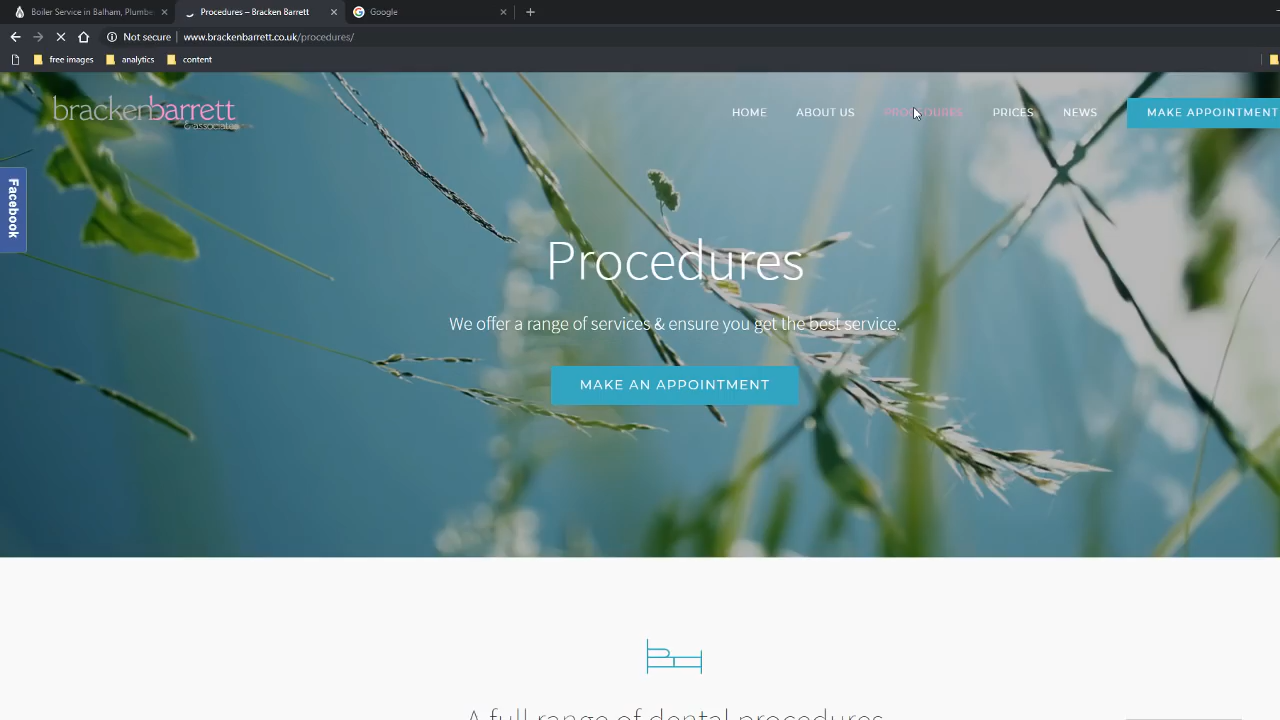 Boiler Service in Balham, Plumbe
Procedures – Bracken Barrett
Google
Not secure
www.brackenbarrett.co.uk/procedures/
free images
analytics
content
brackenbarrett
& associates
HOME
ABOUT US
PROCEDURES
PRICES
NEWS
MAKE APPOINTMENT
Facebook
Procedures
We offer a range of services & ensure you get the best service.
MAKE AN APPOINTMENT
A full range of dental procedures